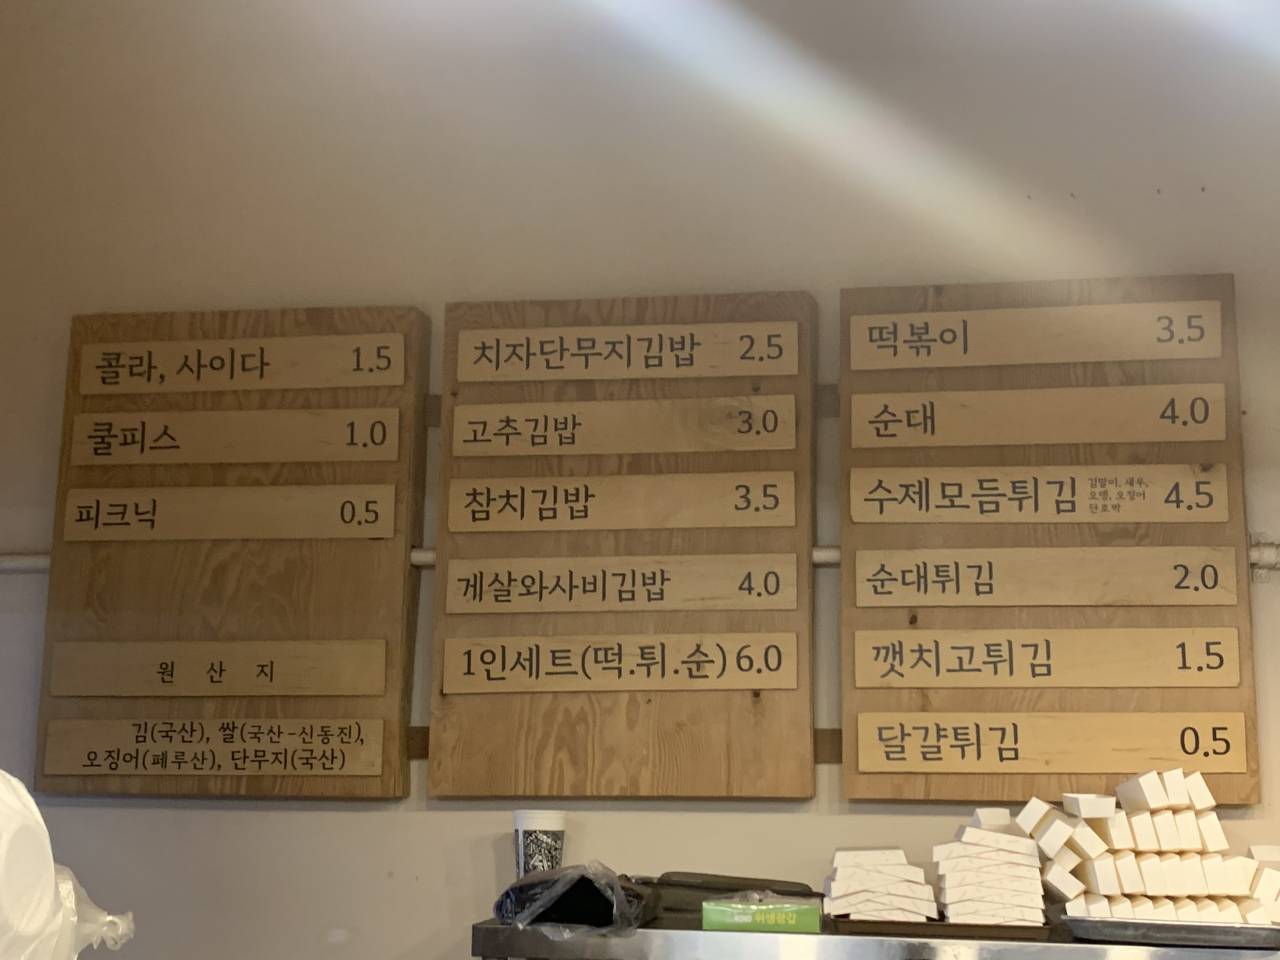 콜라, 사이다 1.5
쿨피스 1.0
피크닉 0.5
원 산 지
김(국산), 쌀(국산-신동진),
오징어(페루산), 단무지(국산)
치자단무지김밥 2.5
고추김밥 3.0
참치김밥 3.5
게살와사비김밥 4.0
1인세트(떡.튀.순) 6.0
떡볶이 3.5
순대 4.0
수제모듬튀김 4.5
김말이, 새우,
오뎅, 오징어
단호박
순대튀김 2.0
깻치고튀김 1.5
달걀튀김 0.5
위생장갑